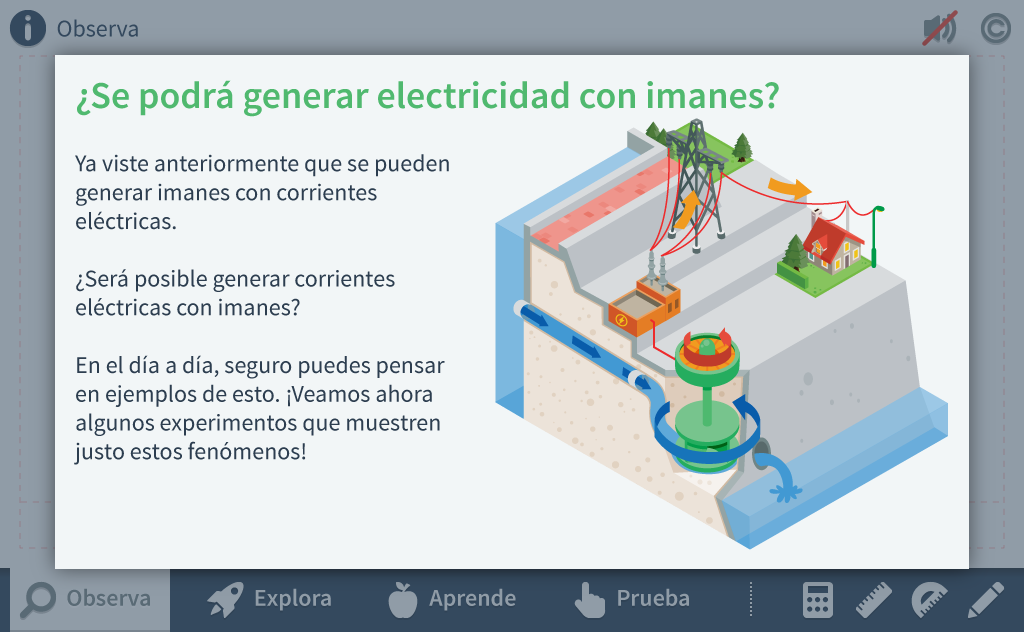 Observa
¿Se podrá generar electricidad con imanes?
Ya viste anteriormente que se pueden
generar imanes con corrientes
eléctricas.
¿Será posible generar corrientes
eléctricas con imanes?
En el día a día, seguro puedes pensar
en ejemplos de esto. ¡Veamos ahora
algunos experimentos que muestren
justo estos fenómenos!
Observa
Explora
Aprende
Prueba